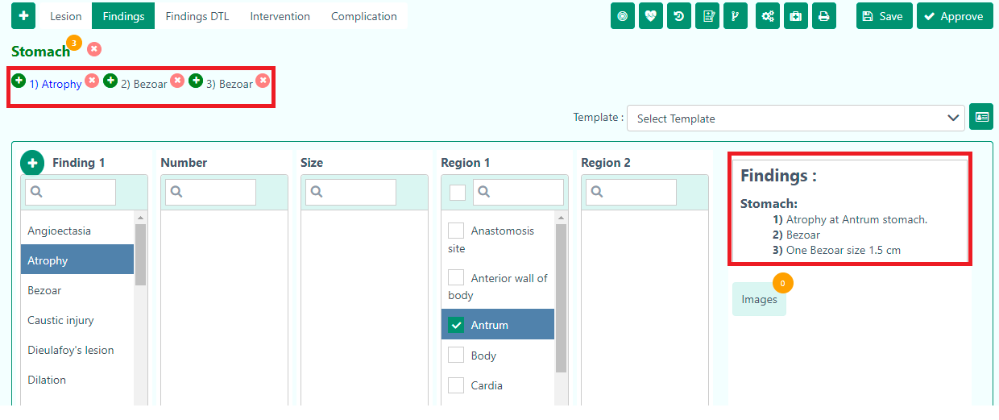 Lesion Findings Findings DTL Intervention Complication Save Approve
Stomach 3
1) Atrophy 2) Bezoar 3) Bezoar
Template : Select Template
Finding 1 Number Size Region 1 Region 2
Angioectasia
Atrophy
Bezoar
Caustic injury
Dieulafoy's lesion
Dilation
Anastomosis
site
Anterior wall of
body
Antrum
Body
Cardia
Findings :
Stomach:
1) Atrophy at Antrum stomach.
2) Bezoar
3) One Bezoar size 1.5 cm
0
Images